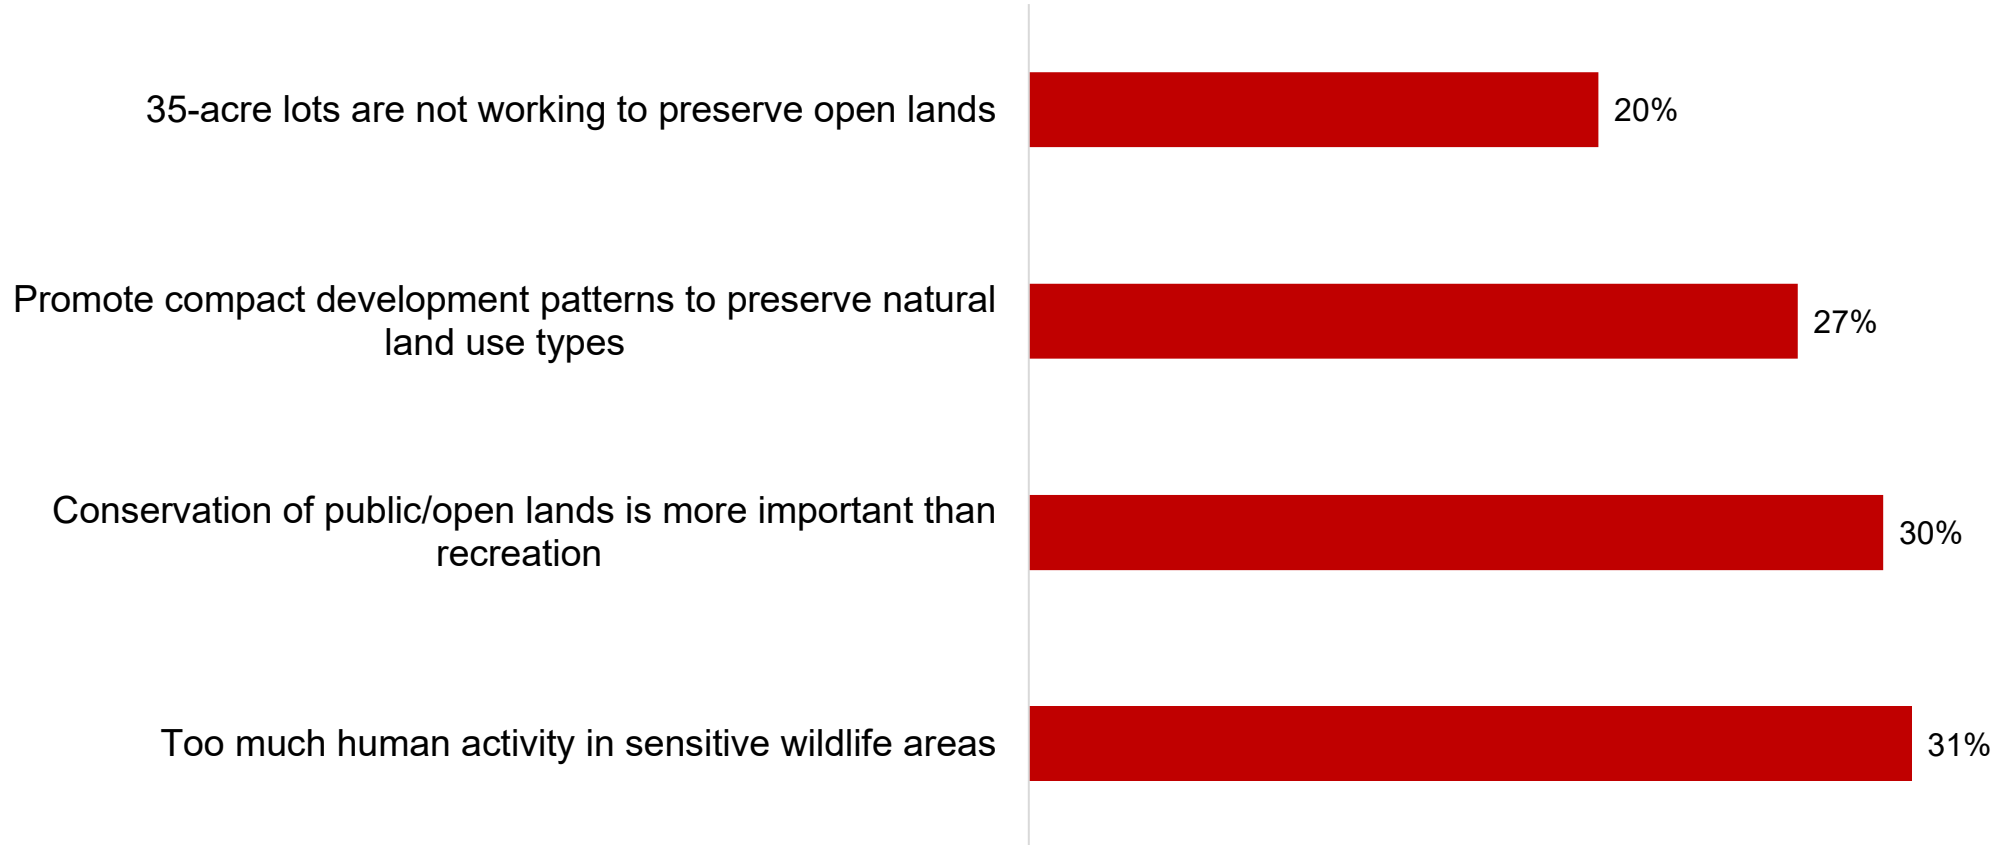 35-acre lots are not working to preserve open lands
20%
Promote compact development patterns to preserve natural
land use types
27%
Conservation of public/open lands is more important than
recreation
30%
Too much human activity in sensitive wildlife areas
31%